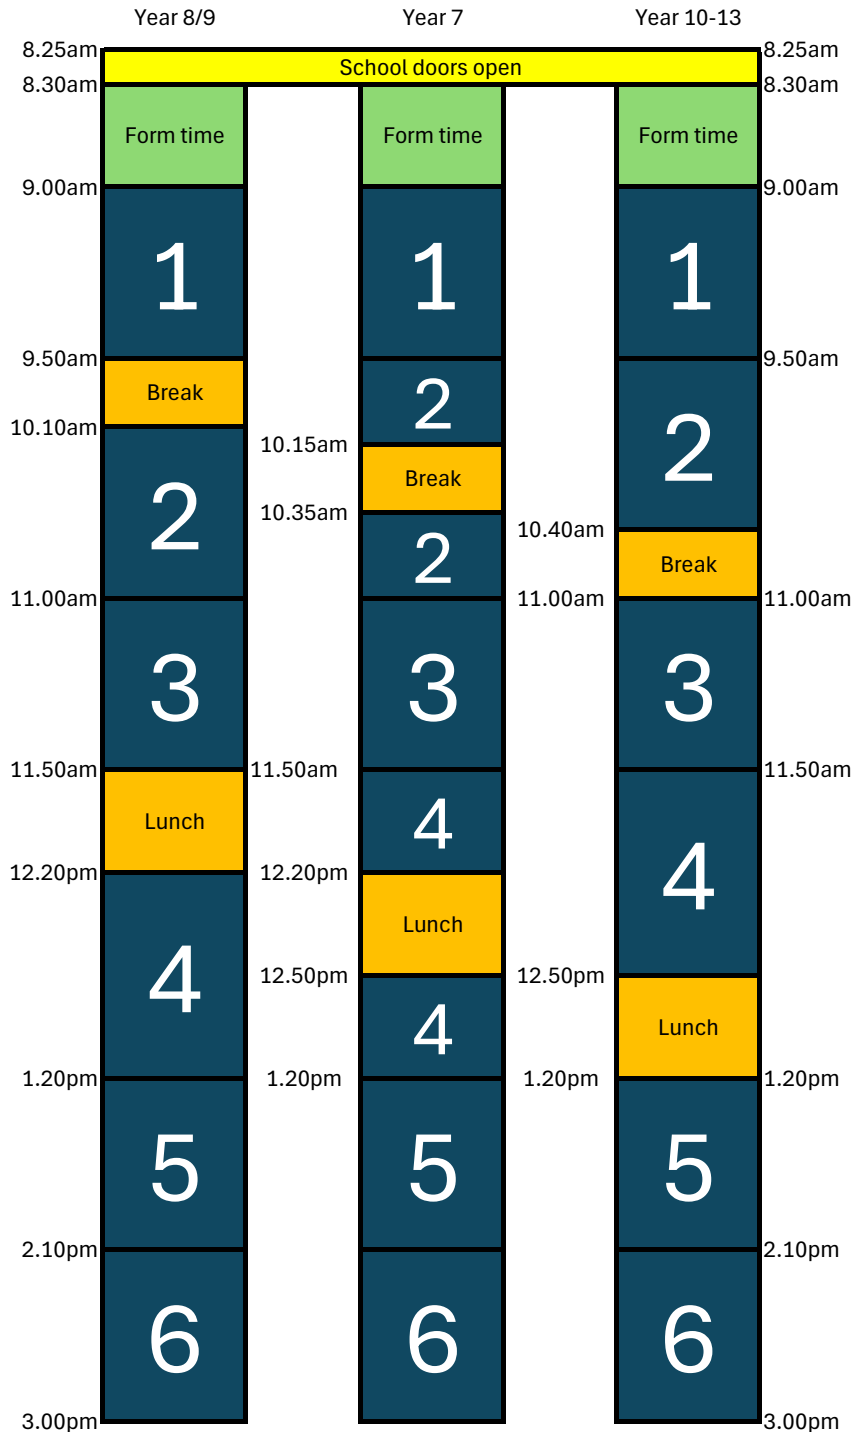 Year 8/9 Year 7 Year 10-13
8.25am 8.25am
School doors open
8.30am 8.30am
Form time Form time Form time
9.00am 9.00am
1 1 1
9.50am 9.50am
Break 2
10.10am 2
10.15am
Break
2
10.35am
10.40am
2 Break
11.00am 11.00am 11.00am
3 3 3
11.50am 11.50am 11.50am
Lunch 4
4
12.20pm 12.20pm
Lunch
4
12.50pm 12.50pm
4 Lunch
1.20pm 1.20pm 1.20pm 1.20pm
5 5 5
2.10pm 2.10pm
6 6 6
3.00pm 3.00pm